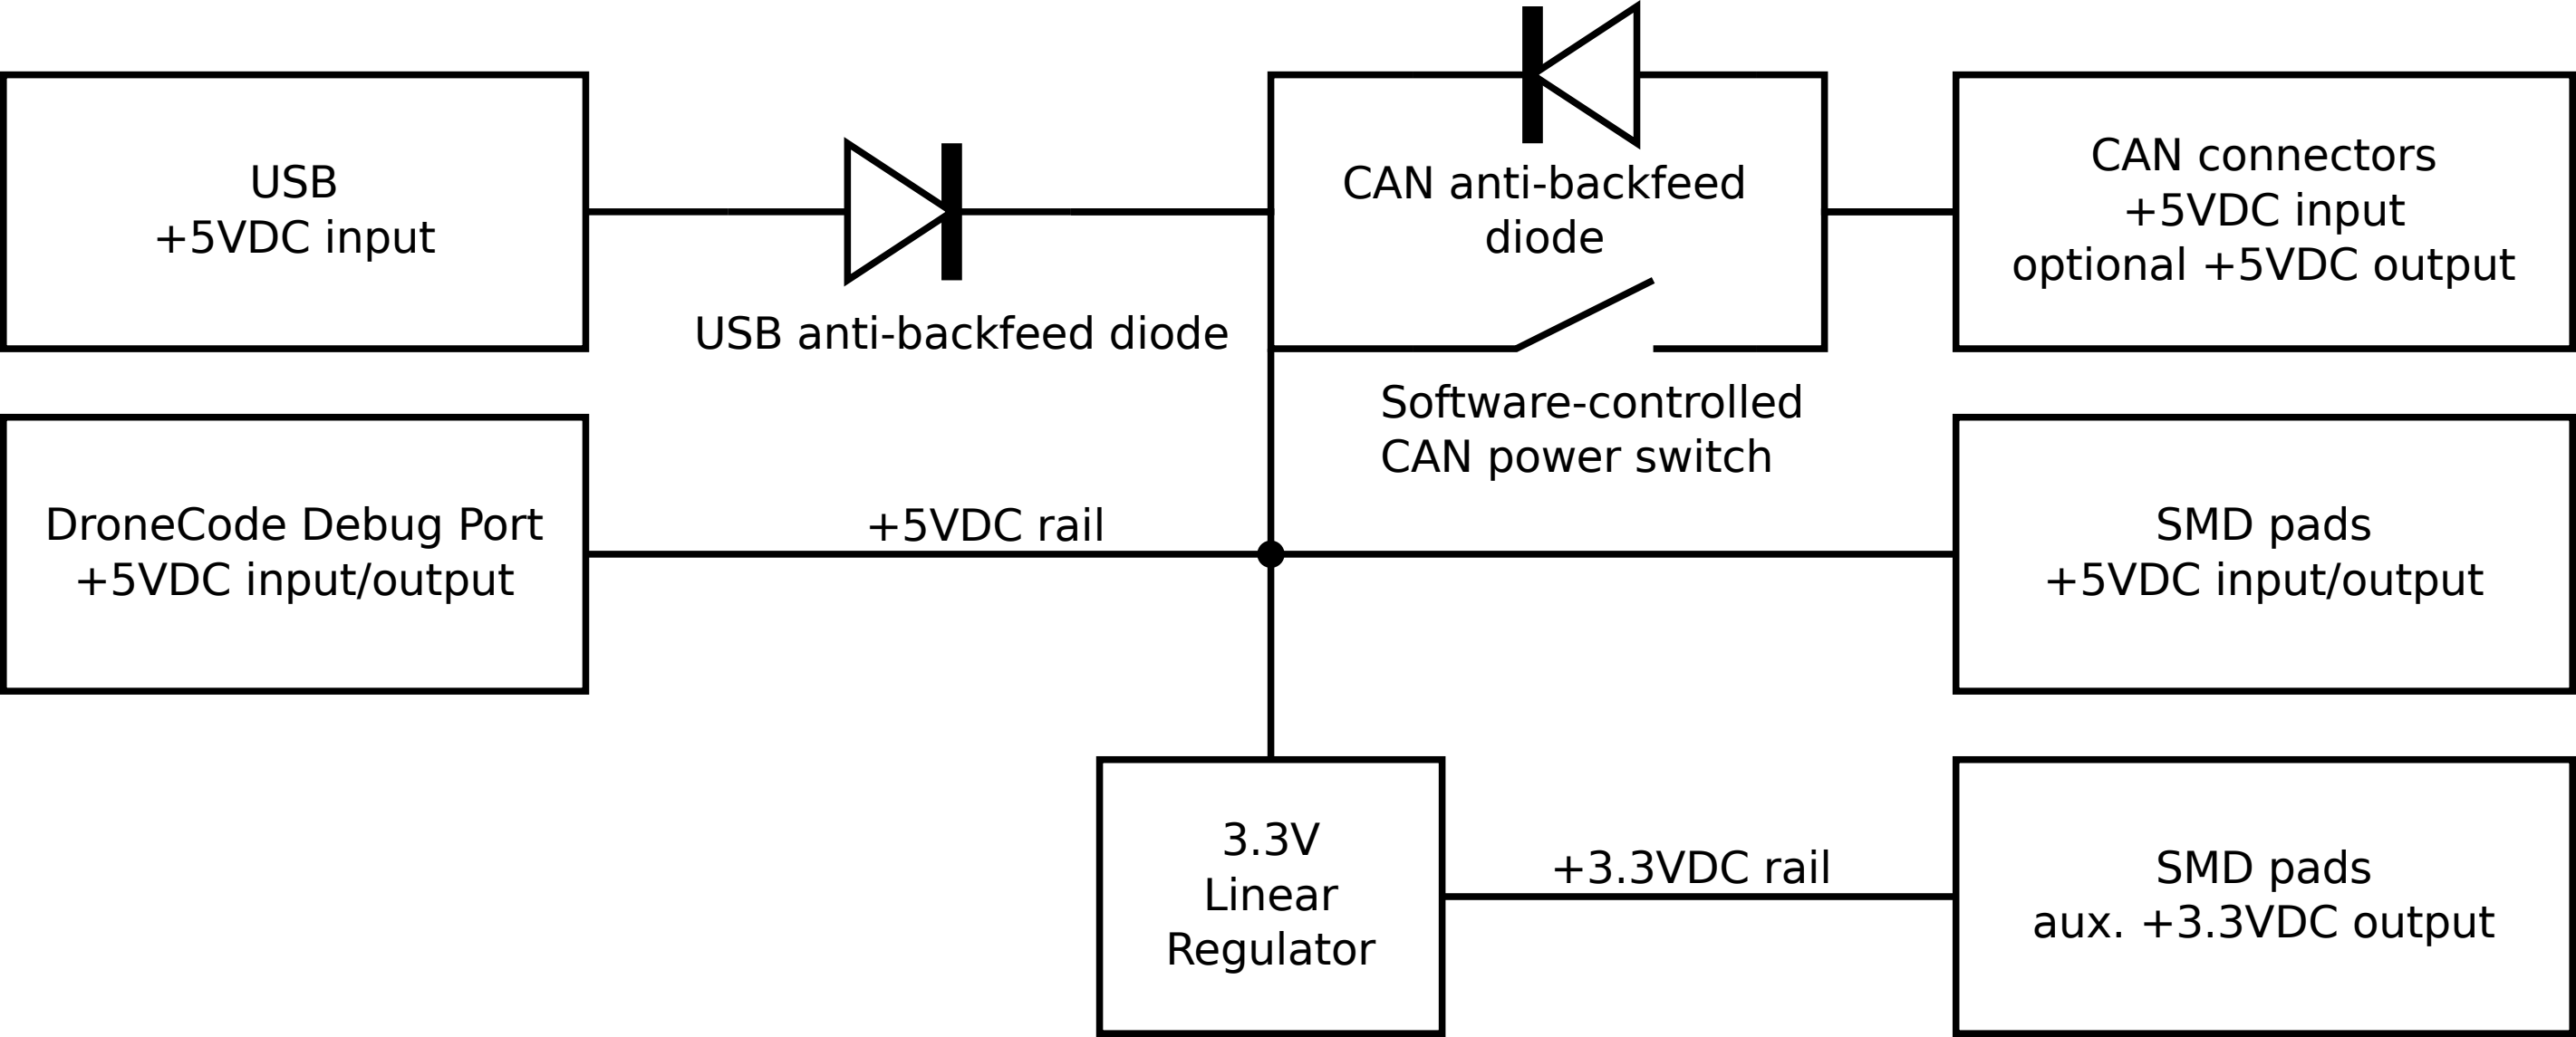 USB
+5VDC input
USB anti-backfeed diode
CAN anti-backfeed
diode
CAN connectors
+5VDC input
optional +5VDC output
Software-controlled
CAN power switch
DroneCode Debug Port
+5VDC input/output
+5VDC rail
SMD pads
+5VDC input/output
3.3V
Linear
Regulator
+3.3VDC rail
SMD pads
aux. +3.3VDC output